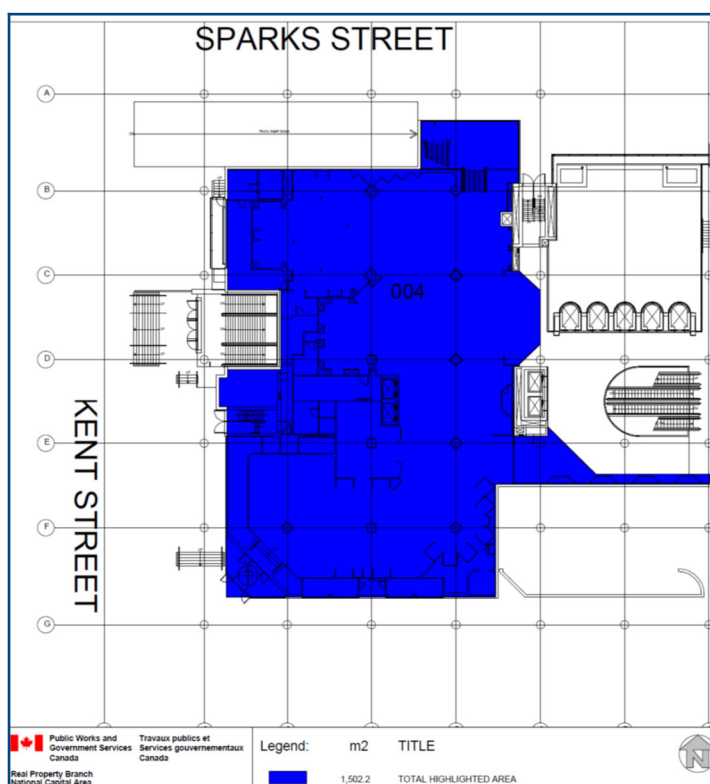 SPARKS STREET
A
B
C
004
D
KENT STREET
E
F
G
Public Works and
Government Services
Canada
Travaux publics et
Services gouvernementaux
Canada
Real Property Branch
National Capital Area
Legend: m2 TITLE
1,502.2 TOTAL HIGHLIGHTED AREA